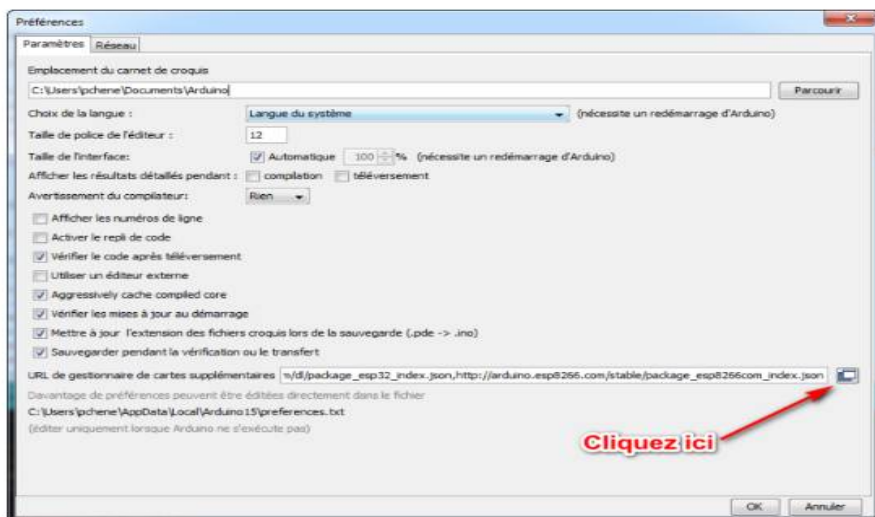 Préférences
Paramètres Réseau
Emplacement du carnet de croquis
C:\Users\pchene\Documents\Arduino Parcourir
Choix de la langue : Langue du système (nécessite un redémarrage d'Arduino)
Taille de police de l'éditeur : 12
Taille de l'interface: Automatique 100 % (nécessite un redémarrage d'Arduino)
Afficher les résultats détaillés pendant : compilation téléversement
Avertissement du compilateur: Rien
Afficher les numéros de ligne
Activer le repli de code
Vérifier le code après téléversement
Utiliser un éditeur externe
Aggressively cache compiled core
Vérifier les mises à jour au démarrage
Mettre à jour l'extension des fichiers croquis lors de la sauvegarde (.pde -> .ino)
Sauvegarder pendant la vérification ou le transfert
URL de gestionnaire de cartes supplémentaires m/dl/package_esp32_index.json,http://arduino.esp8266.com/stable/package_esp8266com_index.json
Davantage de préférences peuvent être éditées directement dans le fichier
C:\Users\pchene\AppData\Local\Arduino15\preferences.txt
(éditer uniquement lorsque Arduino ne s'exécute pas)
Cliquez ici
OK Annuler